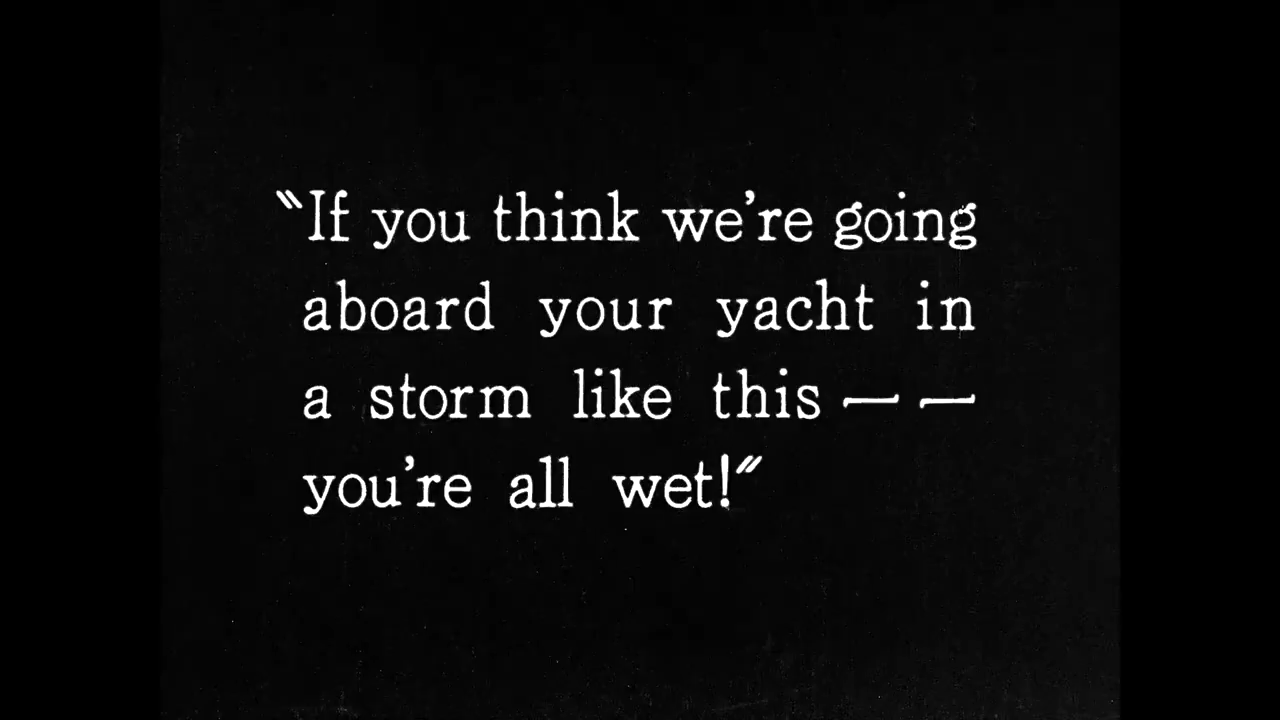 "If you think we're going
aboard your yacht in
a storm like this — —
you're all wet!"